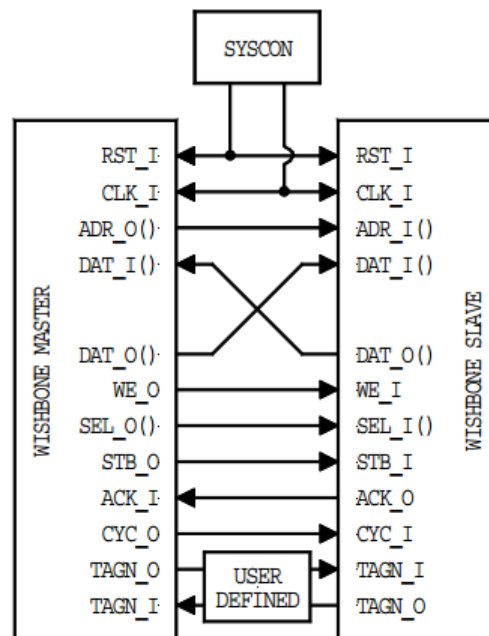 SYSCON
WISHBONE MASTER
RST_I
CLK_I
ADR_O()
DAT_I()
DAT_O()
WE_O
SEL_O()
STB_O
ACK_I
CYC_O
TAGN_O
TAGN_I
USER
DEFINED
RST_I
CLK_I
ADR_I()
DAT_I()
DAT_O()
WE_I
SEL_I()
STB_I
ACK_O
CYC_I
TAGN_I
TAGN_O
WISHBONE SLAVE